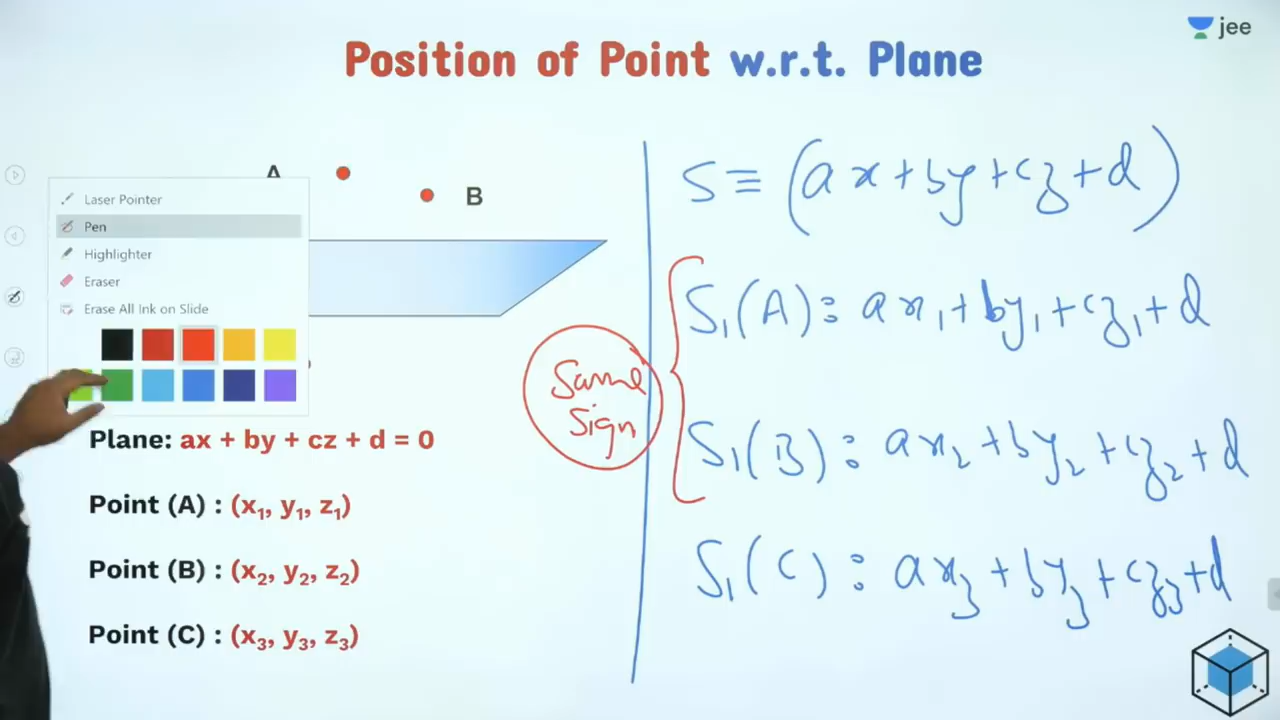 jee
Position of Point w.r.t. Plane
A
B
Laser Pointer
Pen
Highlighter
Eraser
Erase All Ink on Slide
Plane: ax + by + cz + d = 0
Point (A) : (x₁, y₁, z₁)
Point (B) : (x₂, y₂, z₂)
Point (C) : (x₃, y₃, z₃)
S ≡ (ax + by + cz + d)
S₁(A) : ax₁ + by₁ + cz₁ + d
Same
Sign
S₁(B) : ax₂ + by₂ + cz₂ + d
S₁(C) : ax₃ + by₃ + cz₃ + d